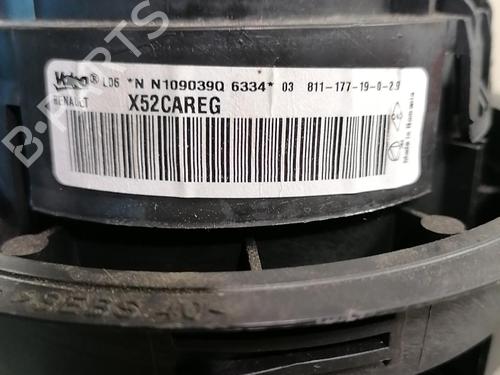 Valeo® L06 *N N109039Q 6334* 03 811-177-19-0-2.9
RENAULT X52CAREG
Made in Romania
B-PARTS